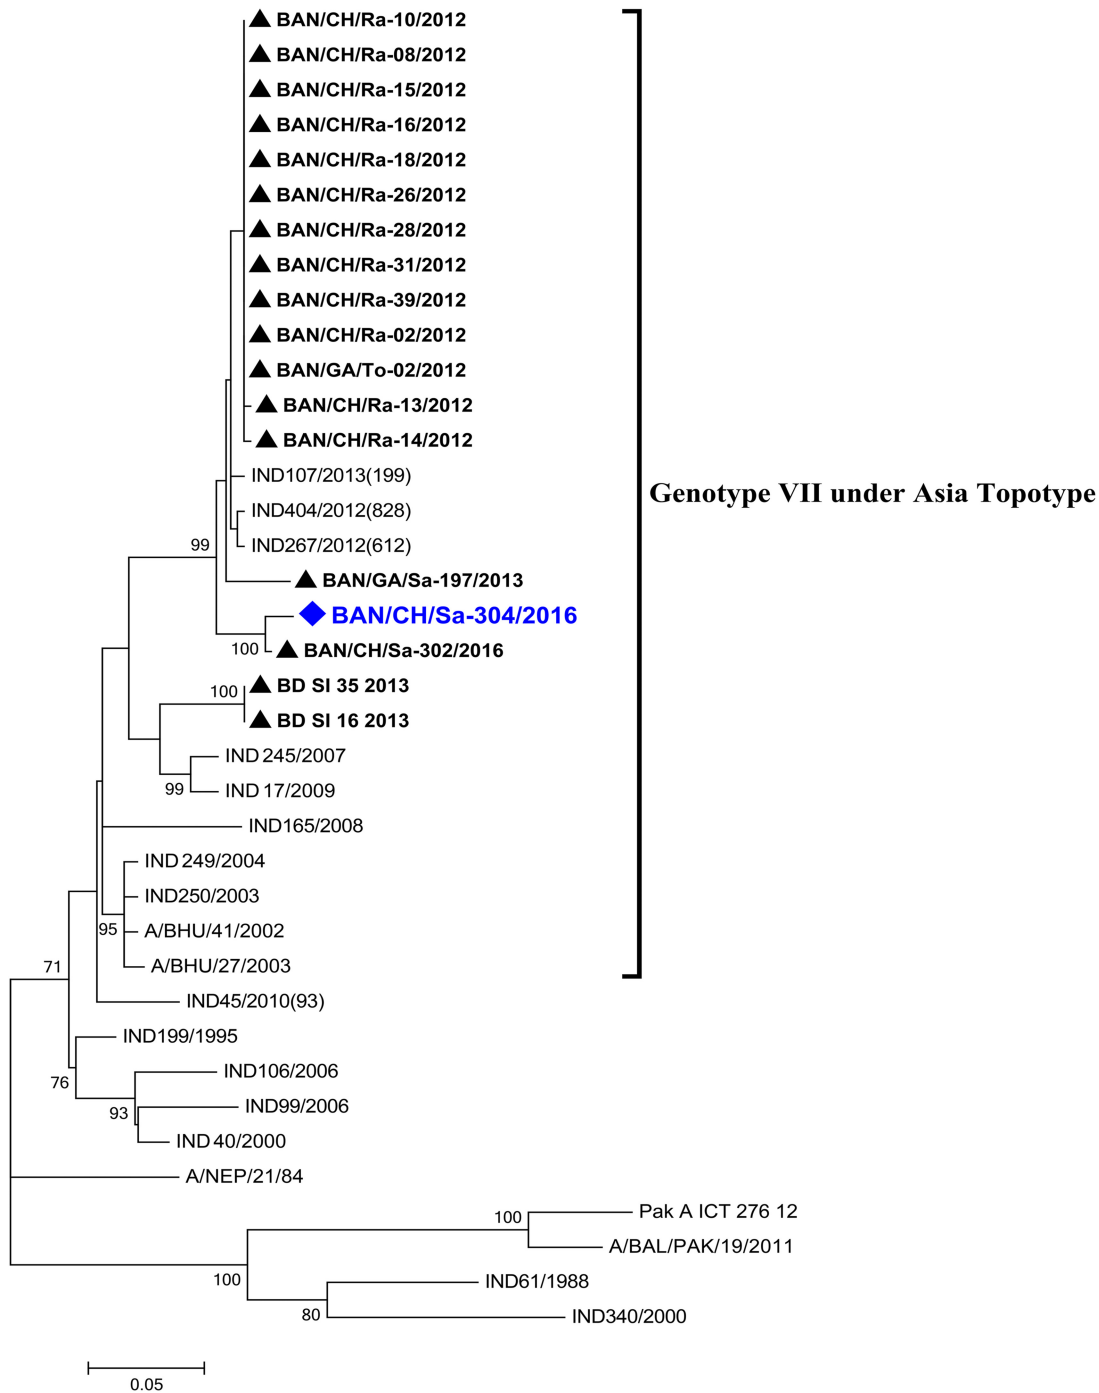 BAN/CH/Ra-10/2012
BAN/CH/Ra-08/2012
BAN/CH/Ra-15/2012
BAN/CH/Ra-16/2012
BAN/CH/Ra-18/2012
BAN/CH/Ra-26/2012
BAN/CH/Ra-28/2012
BAN/CH/Ra-31/2012
BAN/CH/Ra-39/2012
BAN/CH/Ra-02/2012
BAN/GA/To-02/2012
BAN/CH/Ra-13/2012
BAN/CH/Ra-14/2012
IND107/2013(199)
Genotype VII under Asia Topotype
IND404/2012(828)
IND267/2012(612)
99
BAN/GA/Sa-197/2013
BAN/CH/Sa-304/2016
BAN/CH/Sa-302/2016
100
BD SI 35 2013
100
BD SI 16 2013
IND 245/2007
IND 17/2009
99
IND165/2008
IND 249/2004
IND250/2003
A/BHU/41/2002
95
A/BHU/27/2003
71
IND45/2010(93)
IND199/1995
IND106/2006
76
IND99/2006
93
IND 40/2000
A/NEP/21/84
Pak A ICT 276 12
100
A/BAL/PAK/19/2011
IND61/1988
100
IND340/2000
80
0.05